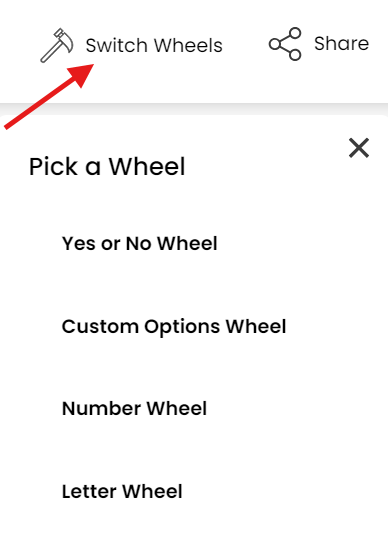 Switch Wheels Share
Pick a Wheel
Yes or No Wheel
Custom Options Wheel
Number Wheel
Letter Wheel